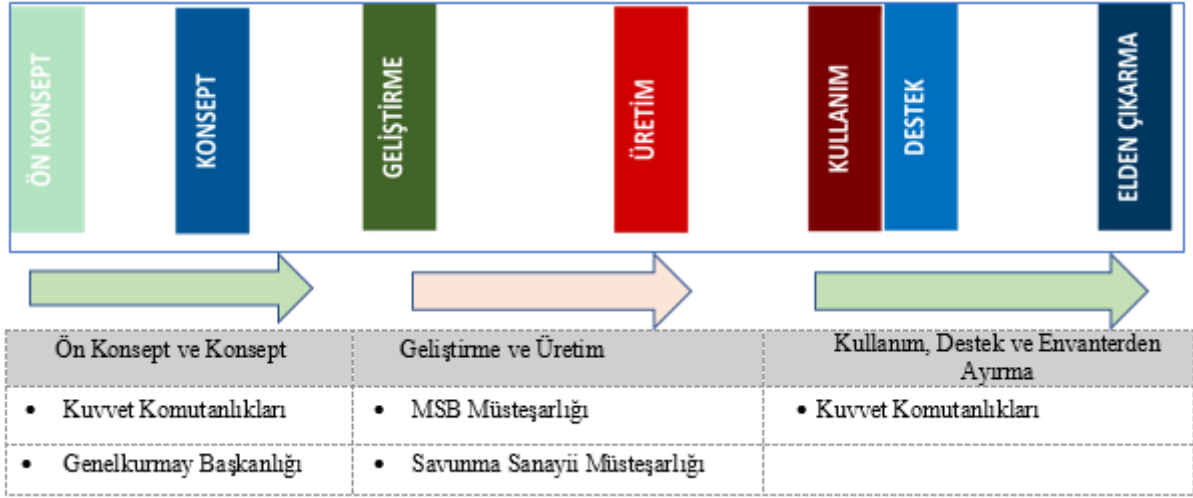 ÖN KONSEPT
KONSEPT
GELİŞTİRME
ÜRETİM
KULLANIM
DESTEK
ELDEN ÇIKARMA
Ön Konsept ve Konsept
Geliştirme ve Üretim
Kullanım, Destek ve Envanterden
Ayırma
• Kuvvet Komutanlıkları
• MSB Müsteşarlığı
• Kuvvet Komutanlıkları
• Genelkurmay Başkanlığı
• Savunma Sanayii Müsteşarlığı